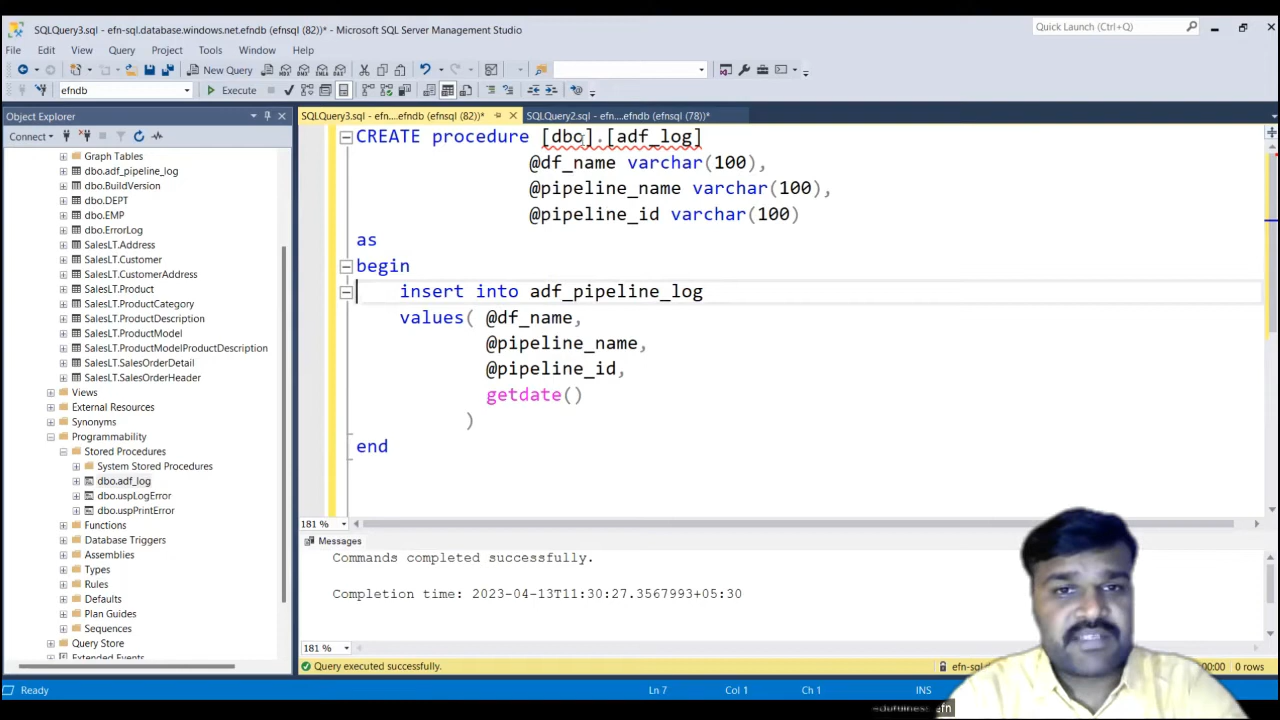 SQLQuery3.sql - efn-sql.database.windows.net.efndb (efnsql (82))* - Microsoft SQL Server Management Studio
Quick Launch (Ctrl+Q)
File Edit View Query Project Tools Window Help
New Query
efndb Execute
Object Explorer
SQLQuery3.sql - efn....efndb (efnsql (82))*
SQLQuery2.sql - efn....efndb (efnsql (78))*
Connect
Graph Tables
dbo.adf_pipeline_log
dbo.BuildVersion
dbo.DEPT
dbo.EMP
dbo.ErrorLog
SalesLT.Address
SalesLT.Customer
SalesLT.CustomerAddress
SalesLT.Product
SalesLT.ProductCategory
SalesLT.ProductDescription
SalesLT.ProductModel
SalesLT.ProductModelProductDescription
SalesLT.SalesOrderDetail
SalesLT.SalesOrderHeader
Views
External Resources
Synonyms
Programmability
Stored Procedures
System Stored Procedures
dbo.adf_log
dbo.uspLogError
dbo.uspPrintError
Functions
Database Triggers
Assemblies
Types
Rules
Defaults
Plan Guides
Sequences
Query Store
Extended Events
CREATE procedure [dbo].[adf_log]
@df_name varchar(100),
@pipeline_name varchar(100),
@pipeline_id varchar(100)
as
begin
insert into adf_pipeline_log
values( @df_name,
@pipeline_name,
@pipeline_id,
getdate()
)
end
181 %
Messages
Commands completed successfully.
Completion time: 2023-04-13T11:30:27.3567993+05:30
181 %
Query executed successfully.
efn-sql
:00 0 rows
Ready
Ln 7 Col 1 Ch 1 INS
efn